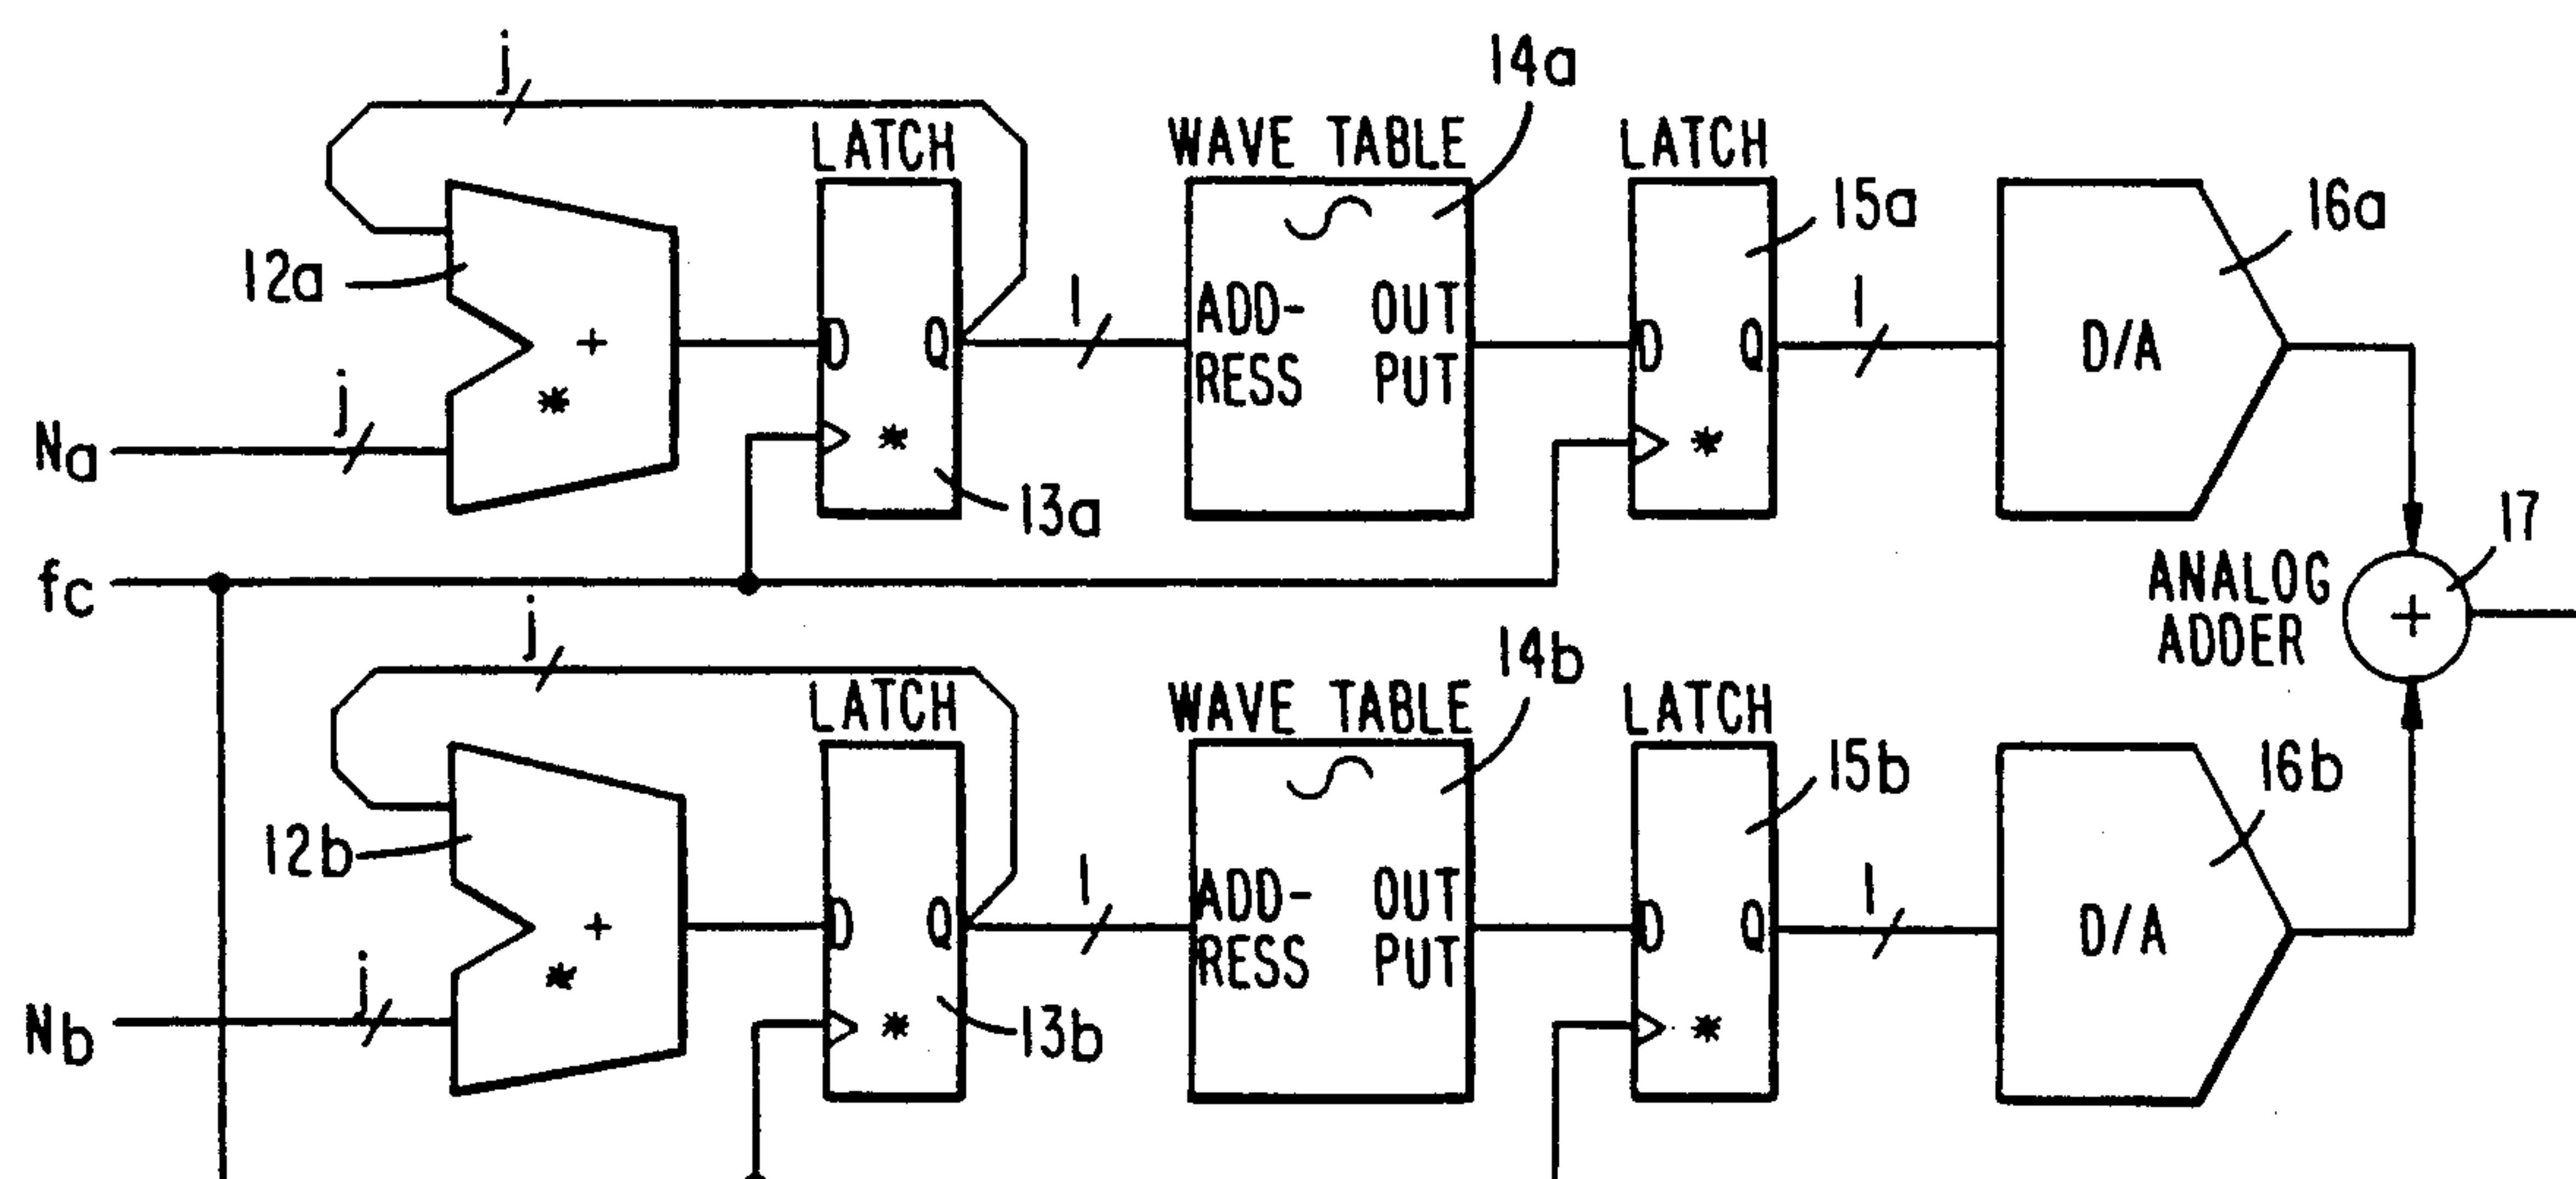 j
14a
LATCH
WAVE TABLE
LATCH
15a
16a
12a
+
*
D
Q
*
l
ADD-
RESS
OUT
PUT
D
Q
*
l
D/A
j
Na
13a
17
fc
ANALOG
ADDER
+
j
14b
LATCH
WAVE TABLE
LATCH
15b
16b
12b
+
*
D
Q
*
l
ADD-
RESS
OUT
PUT
D
Q
*
l
D/A
j
Nb
13b